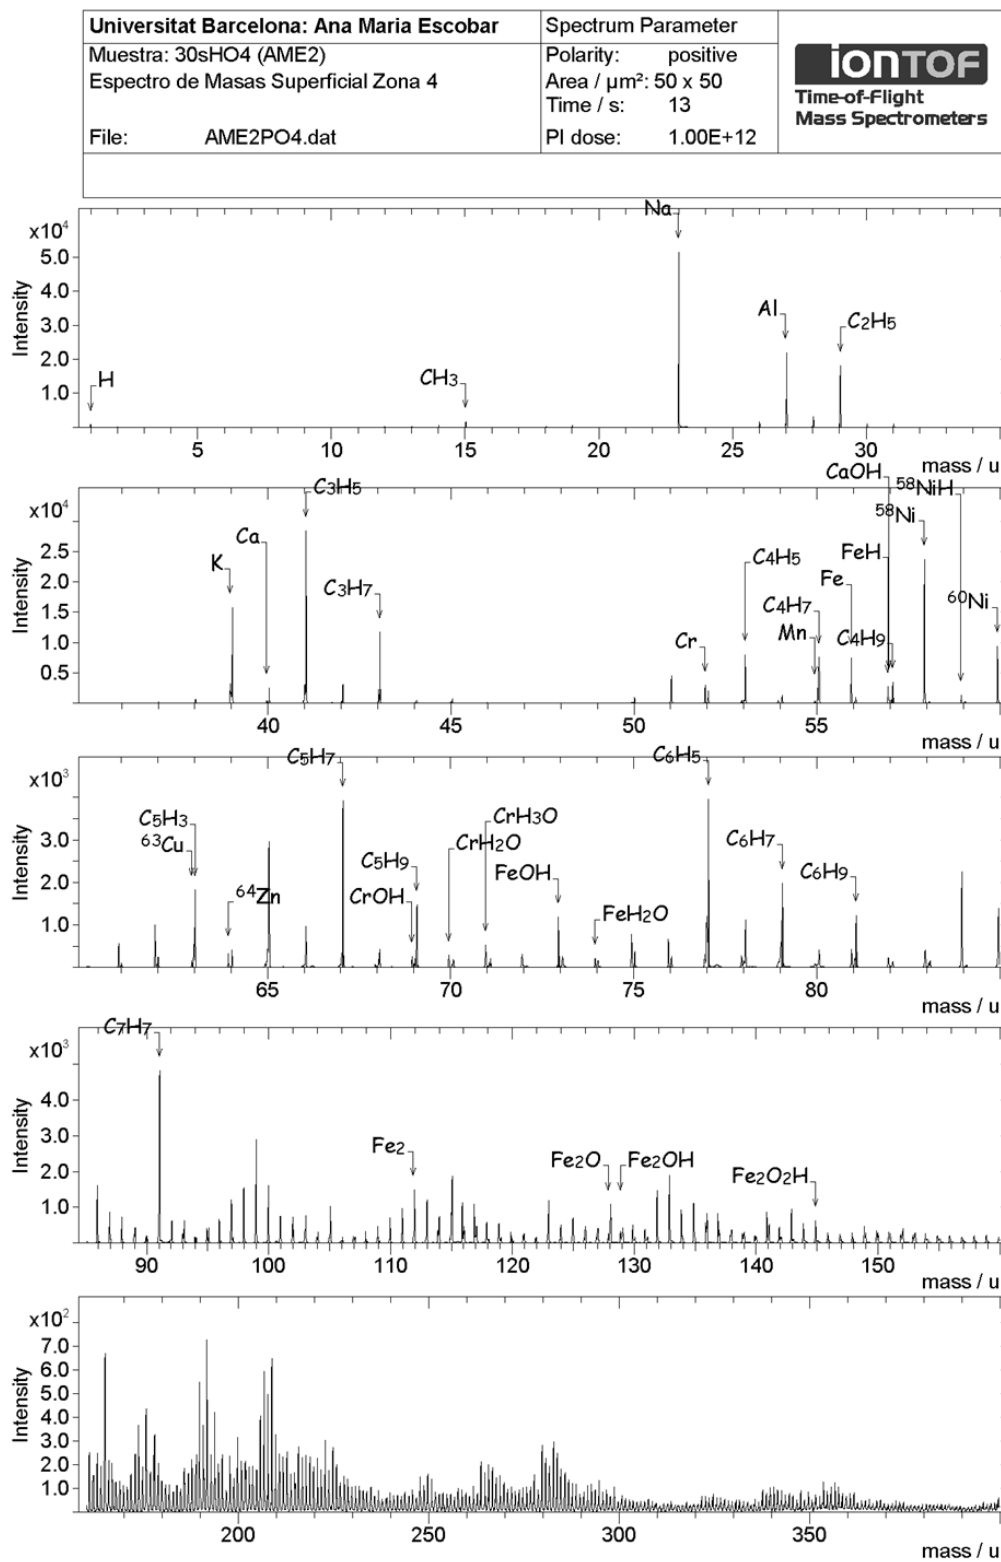 Universitat Barcelona: Ana Maria Escobar
Muestra: 30sHO4 (AME2)
Espectro de Masas Superficial Zona 4
File: AME2PO4.dat
Spectrum Parameter
Polarity: positive
Area / µm²: 50 x 50
Time / s: 13
PI dose: 1.00E+12
ionTOF
Time-of-Flight
Mass Spectrometers
x10⁴
5.0
4.0
3.0
2.0
1.0
Intensity
H
CH₃
Na
Al
C₂H₅
5 10 15 20 25 30
mass / u
x10⁴
2.5
2.0
1.5
1.0
0.5
Intensity
K
Ca
C₃H₅
C₃H₇
Cr
C₄H₅
C₄H₇
Mn
Fe
C₄H₉
CaOH
FeH
⁵⁸Ni
⁵⁸NiH
⁶⁰Ni
40 45 50 55
mass / u
x10³
3.0
2.0
1.0
Intensity
C₅H₃
⁶³Cu
⁶⁴Zn
C₅H₇
C₅H₉
CrOH
CrH₂O
CrH₃O
FeOH
FeH₂O
C₆H₅
C₆H₇
C₆H₉
65 70 75 80
mass / u
x10³
4.0
3.0
2.0
1.0
Intensity
C₇H₇
Fe₂
Fe₂O
Fe₂OH
Fe₂O₂H
90 100 110 120 130 140 150
mass / u
x10²
7.0
6.0
5.0
4.0
3.0
2.0
1.0
Intensity
200 250 300 350
mass / u